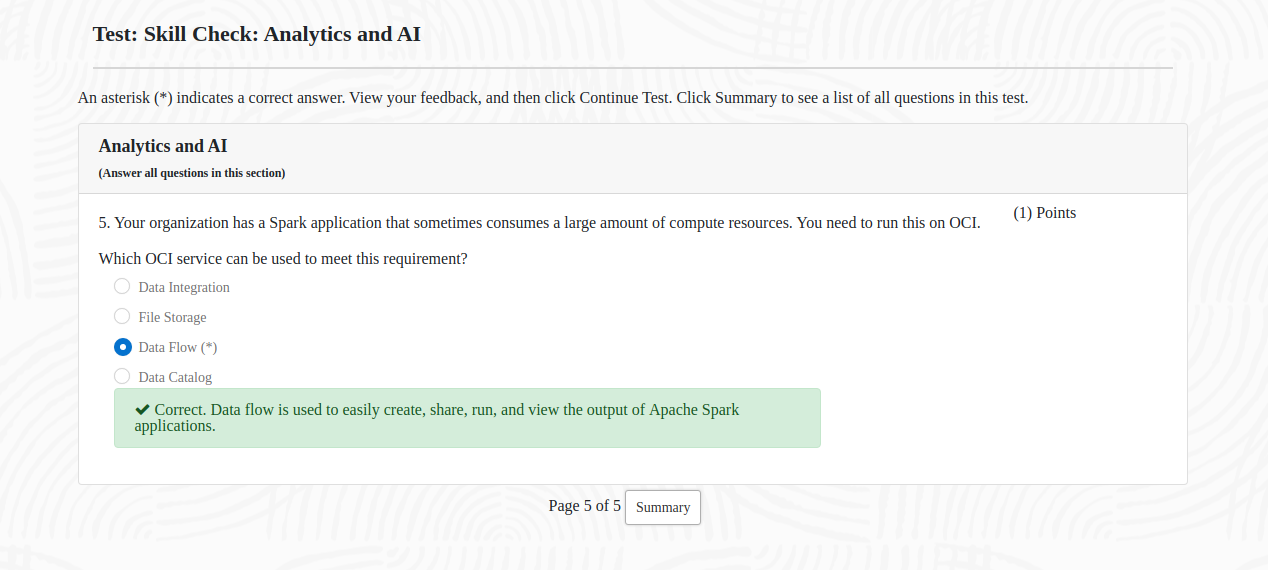 Test: Skill Check: Analytics and AI
An asterisk (*) indicates a correct answer. View your feedback, and then click Continue Test. Click Summary to see a list of all questions in this test.
Analytics and AI
(Answer all questions in this section)
5. Your organization has a Spark application that sometimes consumes a large amount of compute resources. You need to run this on OCI.
(1) Points
Which OCI service can be used to meet this requirement?
Data Integration
File Storage
Data Flow (*)
Data Catalog
Correct. Data flow is used to easily create, share, run, and view the output of Apache Spark
applications.
Page 5 of 5 Summary